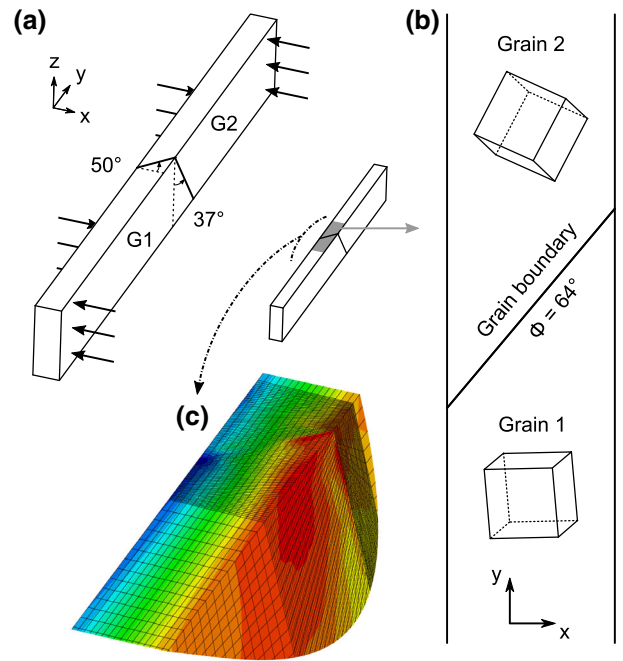 (a)
z
y
x
G2
50°
37°
G1
(c)
(b)
Grain 2
Grain boundary
Φ = 64°
Grain 1
y
x